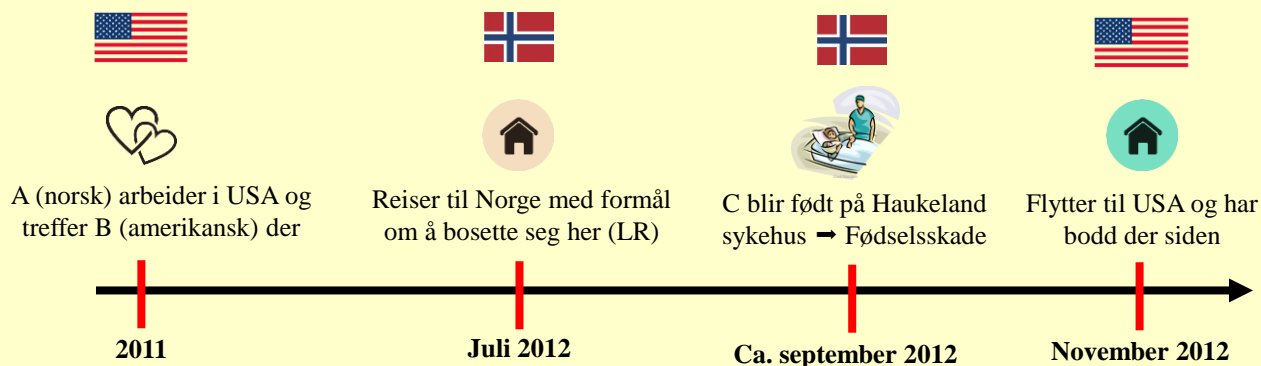 A (norsk) arbeider i USA og
treffer B (amerikansk) der
Reiser til Norge med formål
om å bosette seg her (LR)
C blir født på Haukeland
sykehus ➞ Fødselsskade
Flytter til USA og har
bodd der siden
2011
Juli 2012
Ca. september 2012
November 2012